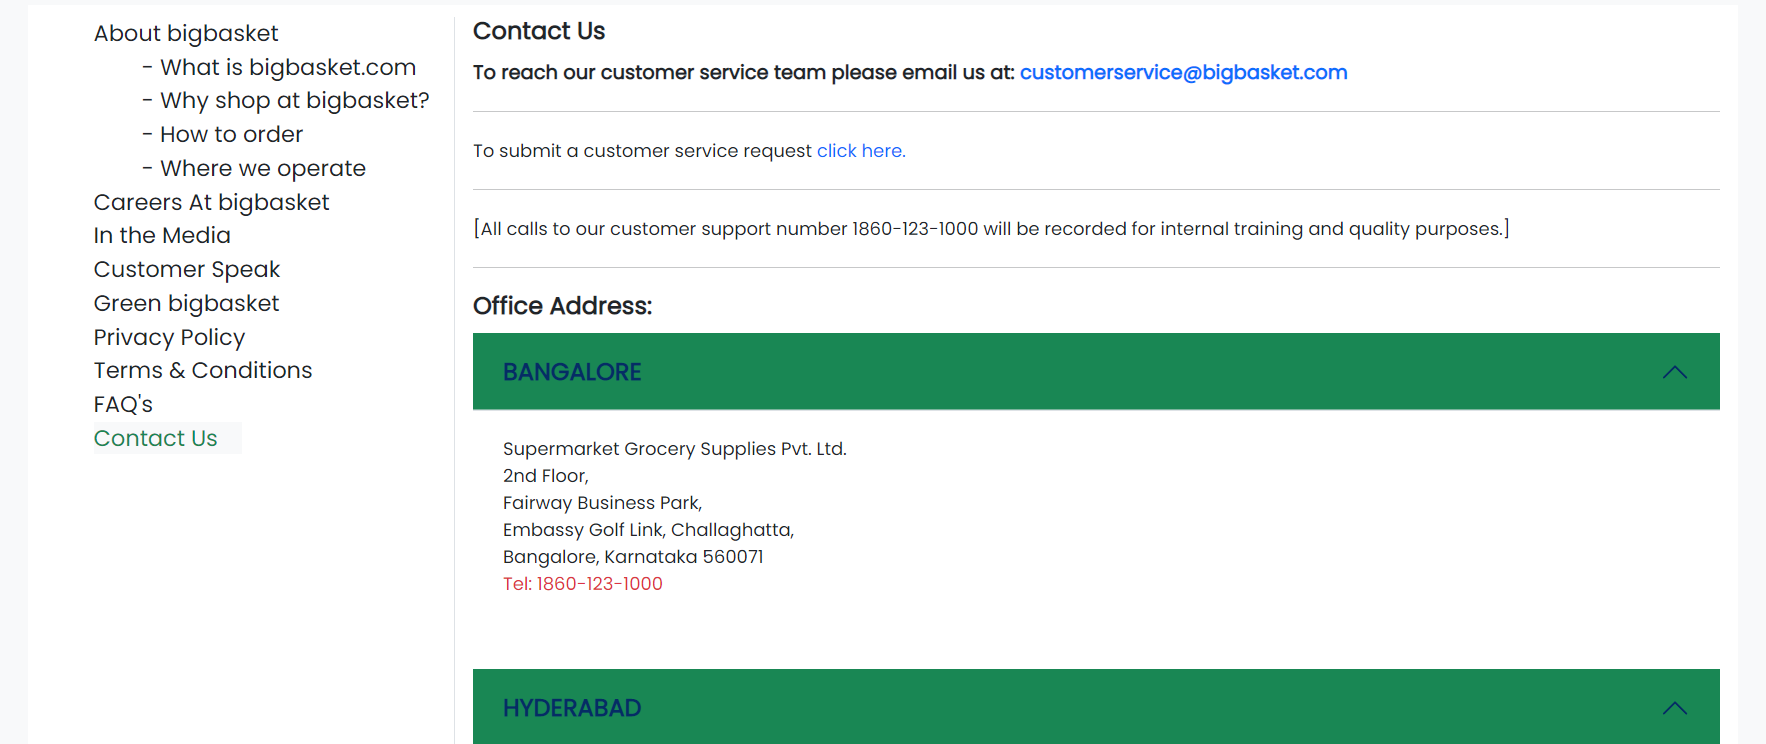 About bigbasket
- What is bigbasket.com
- Why shop at bigbasket?
- How to order
- Where we operate
Careers At bigbasket
In the Media
Customer Speak
Green bigbasket
Privacy Policy
Terms & Conditions
FAQ's
Contact Us
Contact Us
To reach our customer service team please email us at: customerservice@bigbasket.com
To submit a customer service request click here.
[All calls to our customer support number 1860-123-1000 will be recorded for internal training and quality purposes.]
Office Address:
BANGALORE
Supermarket Grocery Supplies Pvt. Ltd.
2nd Floor,
Fairway Business Park,
Embassy Golf Link, Challaghatta,
Bangalore, Karnataka 560071
Tel: 1860-123-1000
HYDERABAD